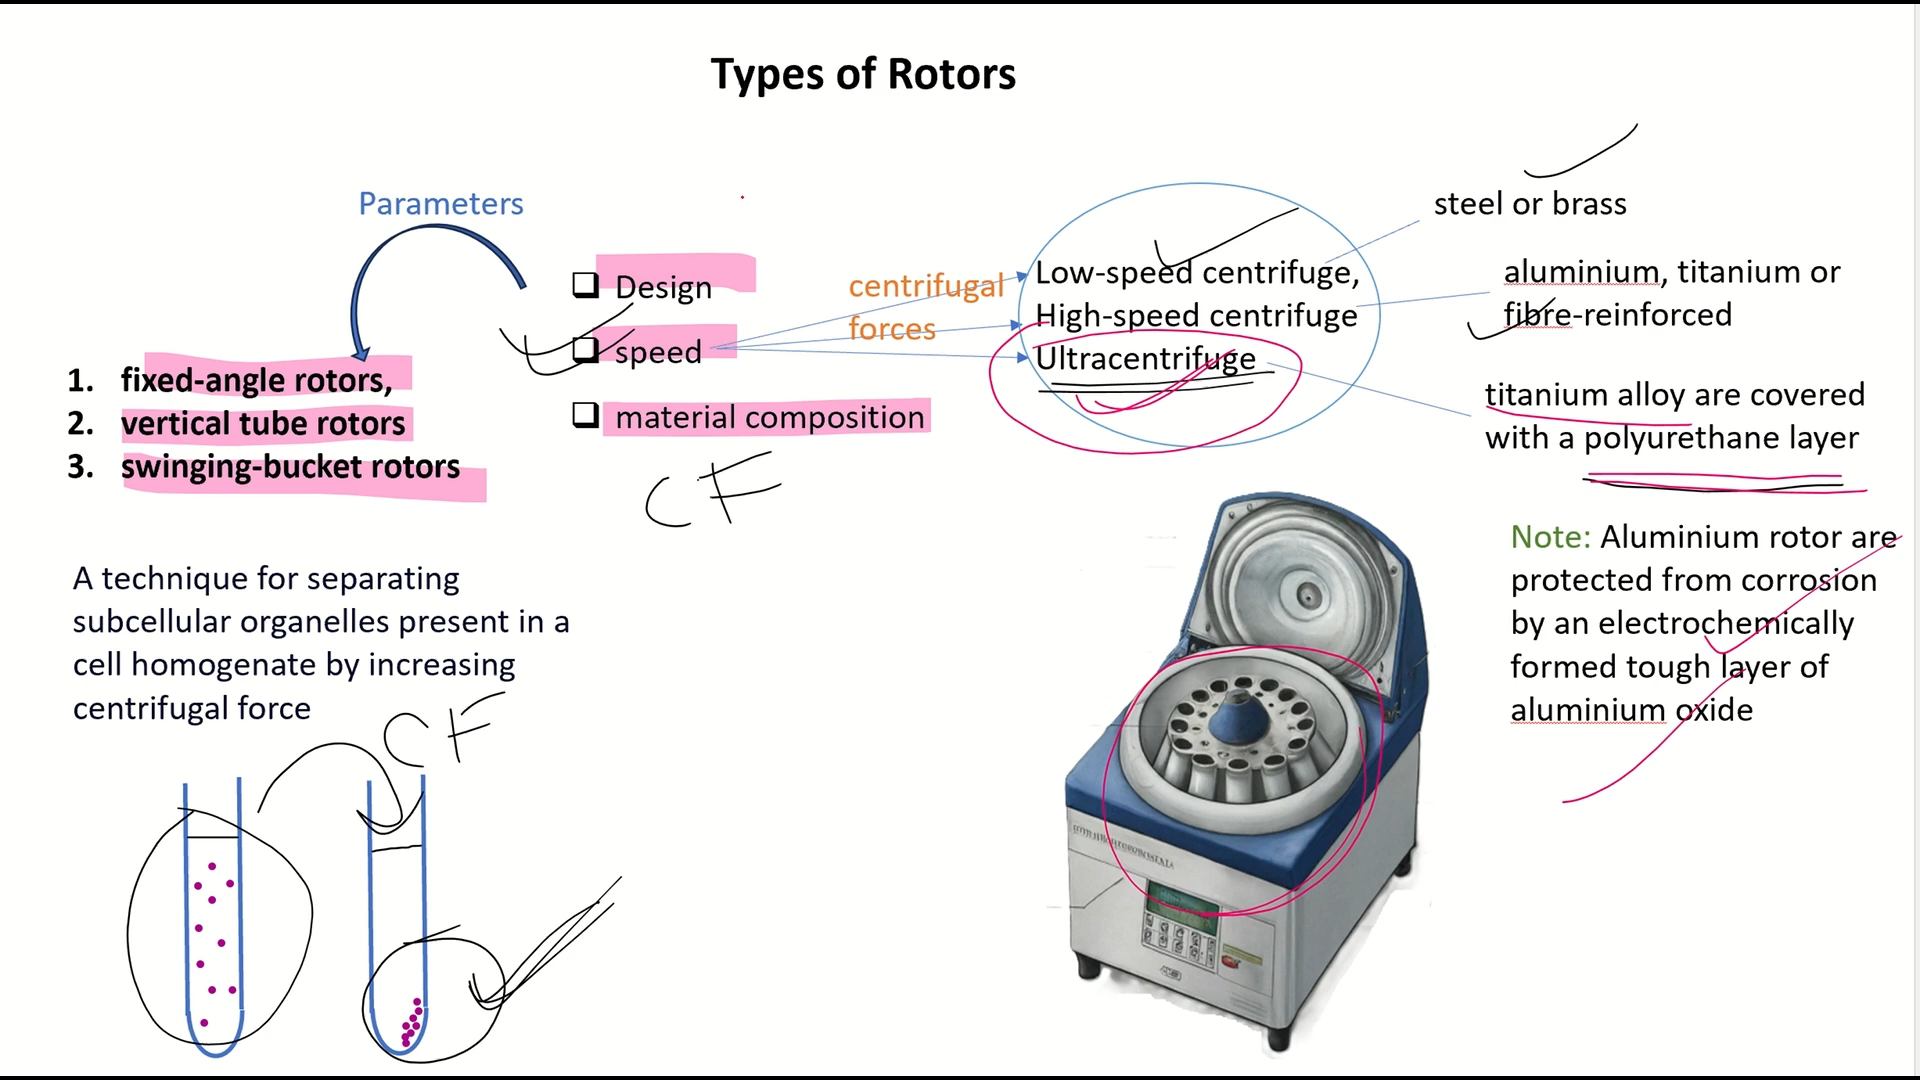 Types of Rotors
Parameters
Design
speed
material composition
centrifugal
forces
Low-speed centrifuge,
High-speed centrifuge
Ultracentrifuge
steel or brass
aluminium, titanium or
fibre-reinforced
titanium alloy are covered
with a polyurethane layer
1. fixed-angle rotors,
2. vertical tube rotors
3. swinging-bucket rotors
CF
Note: Aluminium rotor are
protected from corrosion
by an electrochemically
formed tough layer of
aluminium oxide
A technique for separating
subcellular organelles present in a
cell homogenate by increasing
centrifugal force
CF